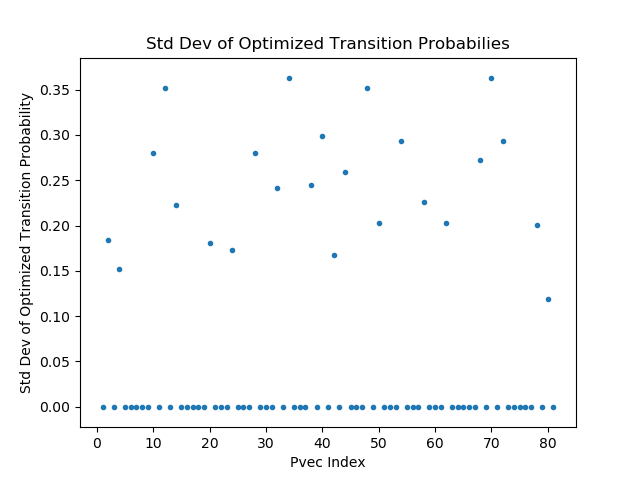 Std Dev of Optimized Transition Probabilies
Std Dev of Optimized Transition Probability
0.35
0.30
0.25
0.20
0.15
0.10
0.05
0.00
0 10 20 30 40 50 60 70 80
Pvec Index